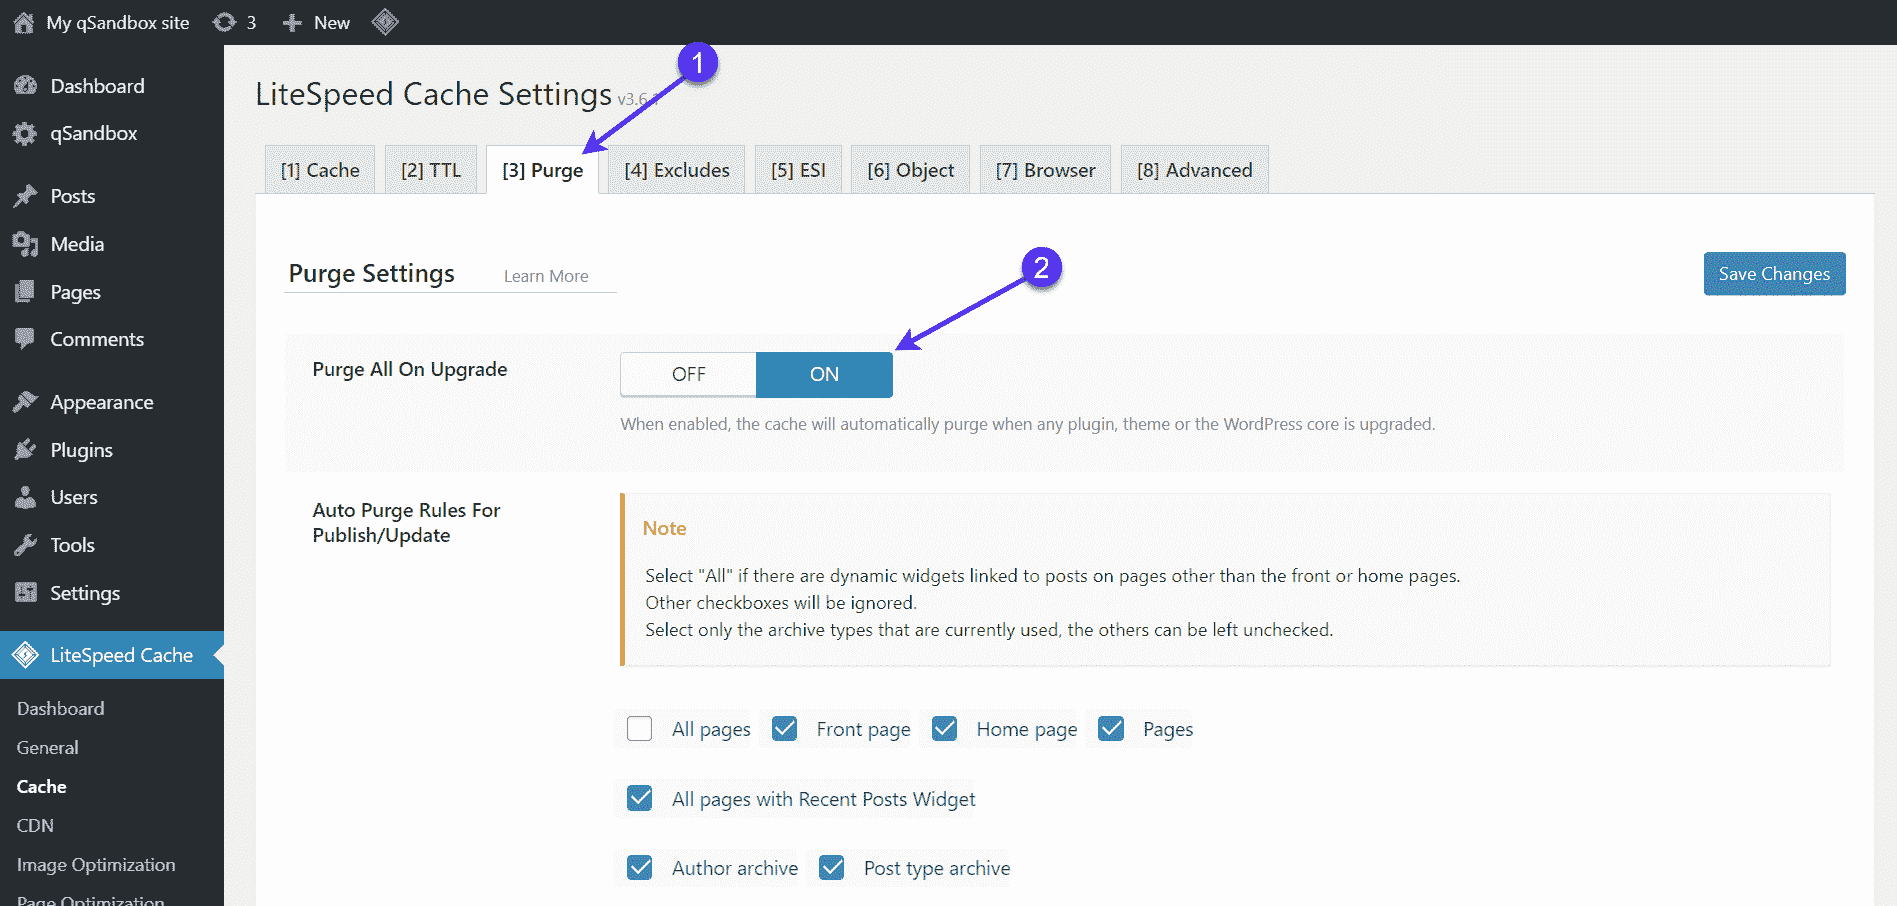 My qSandbox site 3 New
Dashboard
qSandbox
Posts
Media
Pages
Comments
Appearance
Plugins
Users
Tools
Settings
LiteSpeed Cache
Dashboard
General
Cache
CDN
Image Optimization
Page Optimization
1
LiteSpeed Cache Settings v3.6.1
[1] Cache [2] TTL [3] Purge [4] Excludes [5] ESI [6] Object [7] Browser [8] Advanced
2
Purge Settings Learn More Save Changes
Purge All On Upgrade OFF ON
When enabled, the cache will automatically purge when any plugin, theme or the WordPress core is upgraded.
Auto Purge Rules For
Publish/Update
Note
Select "All" if there are dynamic widgets linked to posts on pages other than the front or home pages.
Other checkboxes will be ignored.
Select only the archive types that are currently used, the others can be left unchecked.
All pages Front page Home page Pages
All pages with Recent Posts Widget
Author archive Post type archive